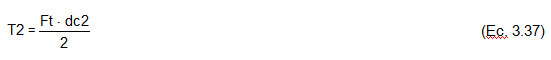 T2 = Ft · dc2 / 2 (Ec. 3.37)